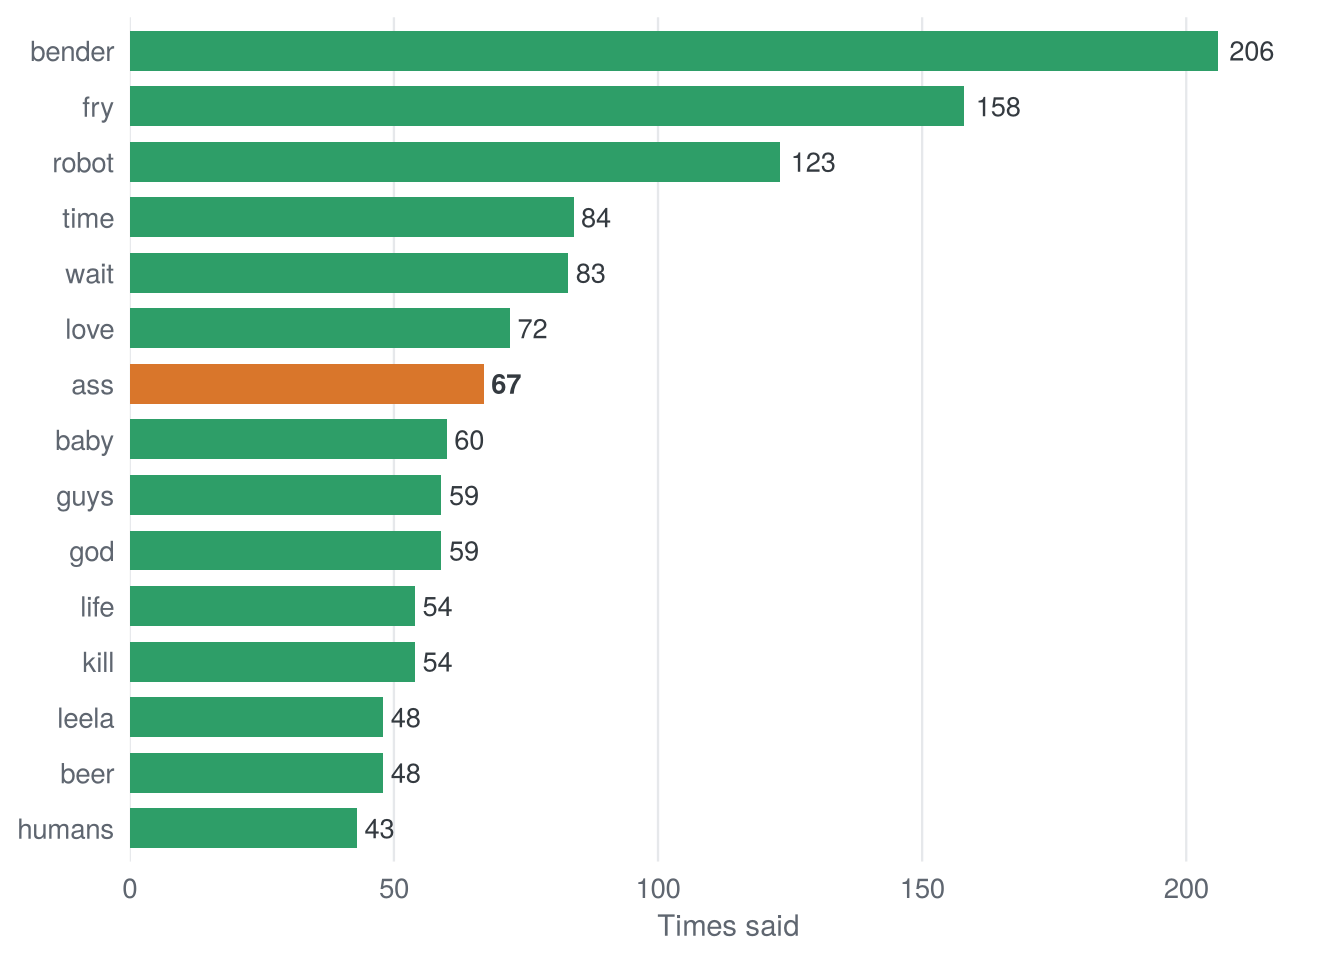 bender 206
fry 158
robot 123
time 84
wait 83
love 72
ass 67
baby 60
guys 59
god 59
life 54
kill 54
leela 48
beer 48
humans 43
0 50 100 150 200
Times said